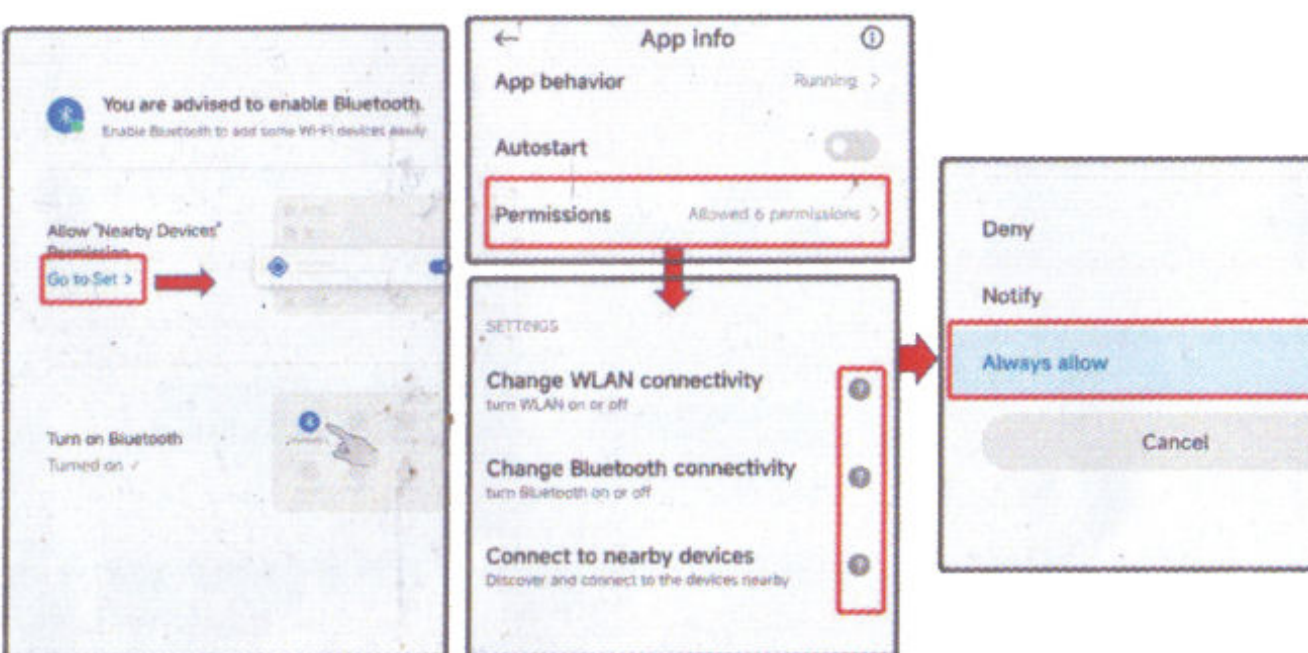 You are advised to enable Bluetooth.
Enable Bluetooth to add some Wi-Fi devices easily
Allow "Nearby Devices"
Permission
Go to Set >
Turn on Bluetooth
Turned on ✓
← App info
App behavior Running >
Autostart
Permissions Allowed 6 permissions >
SETTINGS
Change WLAN connectivity
turn WLAN on or off
Change Bluetooth connectivity
turn Bluetooth on or off
Connect to nearby devices
Discover and connect to the devices nearby
Deny
Notify
Always allow
Cancel